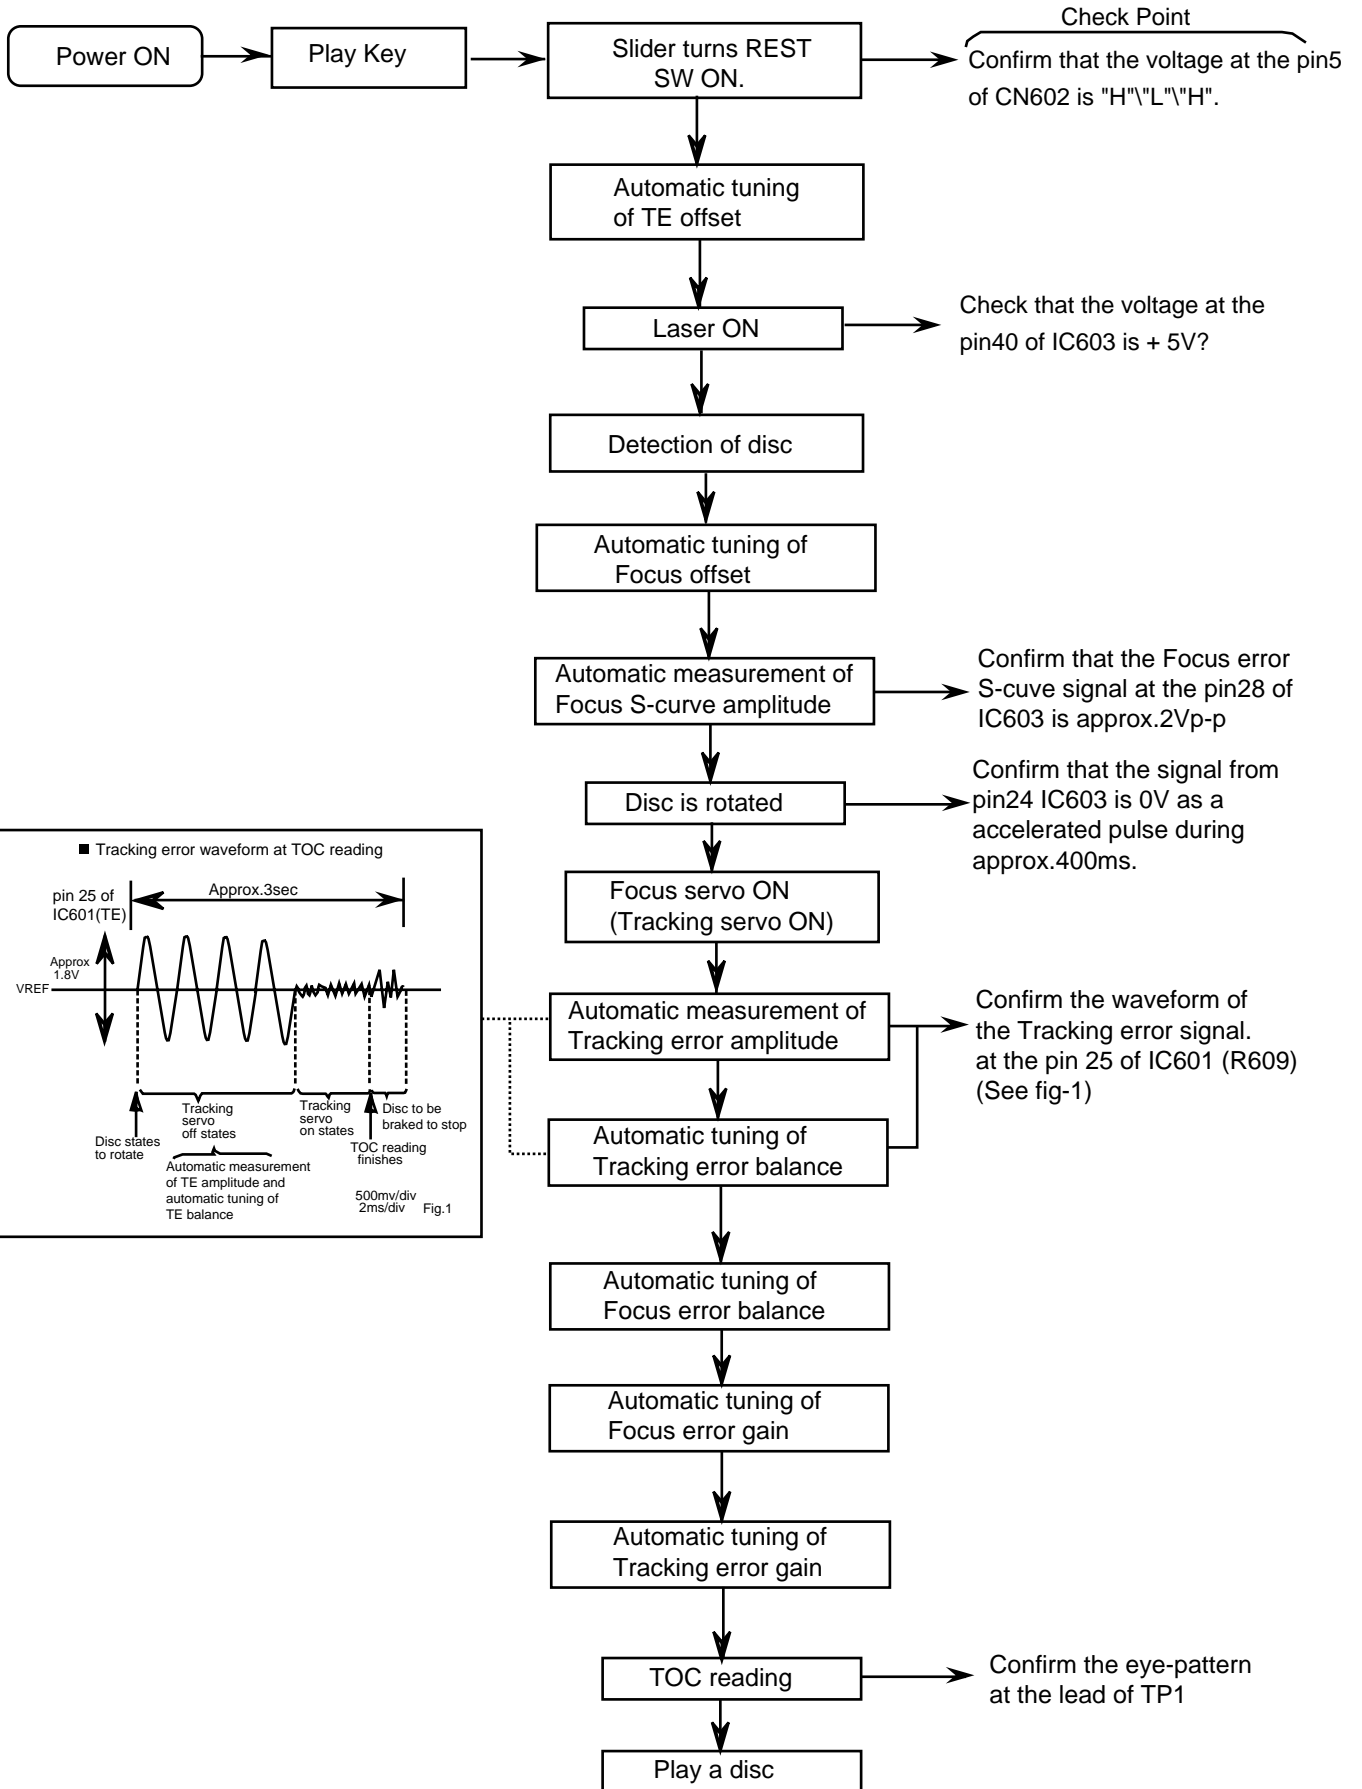 Check Point
Power ON
Play Key
Slider turns REST
SW ON.
Confirm that the voltage at the pin5
of CN602 is "H"\"L"\"H".
Automatic tuning
of TE offset
Laser ON
Check that the voltage at the
pin40 of IC603 is + 5V?
Detection of disc
Automatic tuning of
Focus offset
Automatic measurement of
Focus S-curve amplitude
Confirm that the Focus error
S-cuve signal at the pin28 of
IC603 is approx.2Vp-p
Disc is rotated
Confirm that the signal from
pin24 IC603 is 0V as a
accelerated pulse during
approx.400ms.
Focus servo ON
(Tracking servo ON)
■ Tracking error waveform at TOC reading
pin 25 of
IC601(TE)
Approx.3sec
Approx
1.8V
VREF
Disc states
to rotate
Tracking
servo
off states
Tracking
servo
on states
Disc to be
braked to stop
TOC reading
finishes
Automatic measurement
of TE amplitude and
automatic tuning of
TE balance
500mv/div
2ms/div
Fig.1
Automatic measurement of
Tracking error amplitude
Confirm the waveform of
the Tracking error signal.
at the pin 25 of IC601 (R609)
(See fig-1)
Automatic tuning of
Tracking error balance
Automatic tuning of
Focus error balance
Automatic tuning of
Focus error gain
Automatic tuning of
Tracking error gain
TOC reading
Confirm the eye-pattern
at the lead of TP1
Play a disc